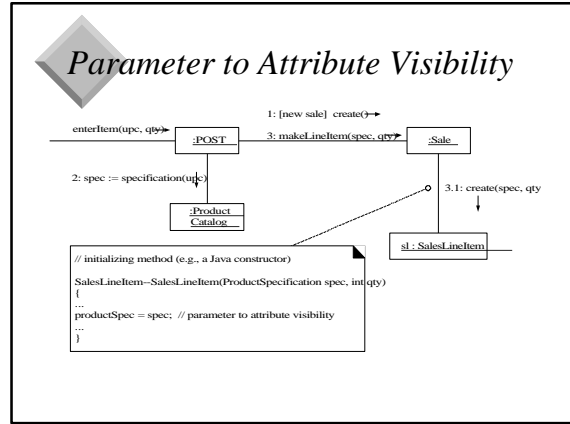 Parameter to Attribute Visibility
1: [new sale] create()
enterItem(upc, qty)
:POST
3: makeLineItem(spec, qty)
:Sale
2: spec := specification(upc)
3.1: create(spec, qty
:Product
Catalog
sl : SalesLineItem
// initializing method (e.g., a Java constructor)
SalesLineItem--SalesLineItem(ProductSpecification spec, int qty)
{
...
productSpec = spec; // parameter to attribute visibility
...
}